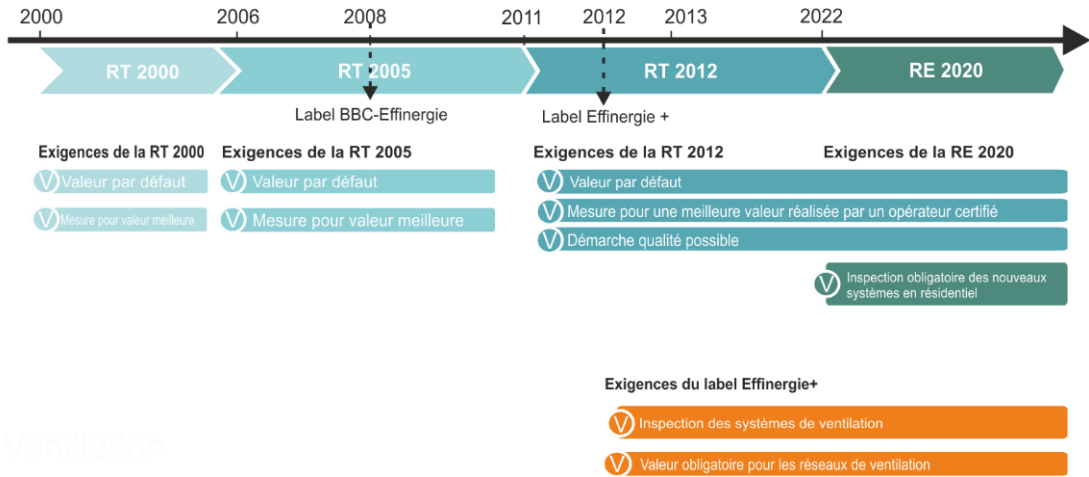 2000 2006 2008 2011 2012 2013 2022
RT 2000 RT 2005 RT 2012 RE 2020
Label BBC-Effinergie Label Effinergie +
Exigences de la RT 2000
V Valeur par défaut
V Mesure pour valeur meilleure
Exigences de la RT 2005
V Valeur par défaut
V Mesure pour valeur meilleure
Exigences de la RT 2012
V Valeur par défaut
V Mesure pour une meilleure valeur réalisée par un opérateur certifié
V Démarche qualité possible
Exigences de la RE 2020
V Inspection obligatoire des nouveaux
systèmes en résidentiel
Exigences du label Effinergie+
V Inspection des systèmes de ventilation
V Valeur obligatoire pour les réseaux de ventilation
Ventilation